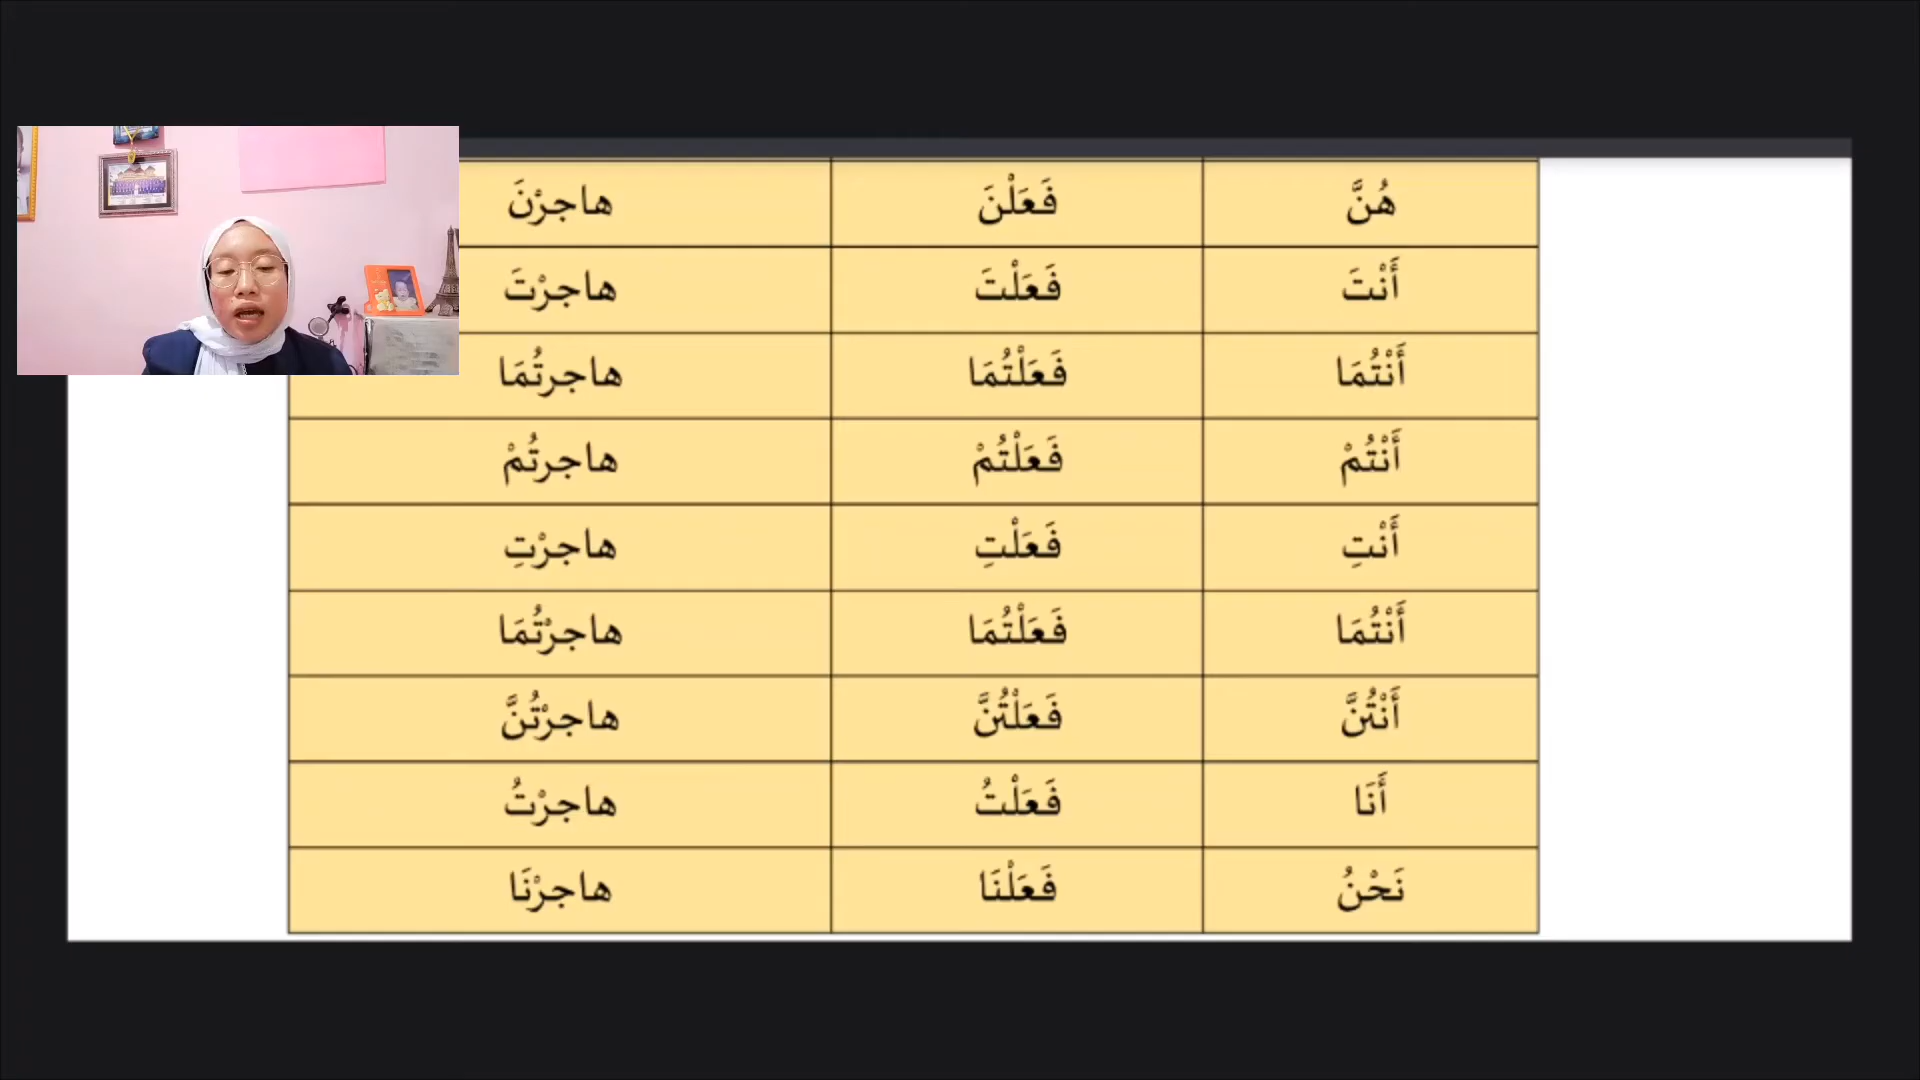 هُنَّ فَعَلْنَ هاجرْنَ
أَنْتَ فَعَلْتَ هاجرْتَ
أَنْتُمَا فَعَلْتُمَا هاجرتُمَا
أَنْتُمْ فَعَلْتُمْ هاجرتُمْ
أَنْتِ فَعَلْتِ هاجرْتِ
أَنْتُمَا فَعَلْتُمَا هاجرْتُمَا
أَنْتُنَّ فَعَلْتُنَّ هاجرْتُنَّ
أَنَا فَعَلْتُ هاجرْتُ
نَحْنُ فَعَلْنَا هاجرْنَا